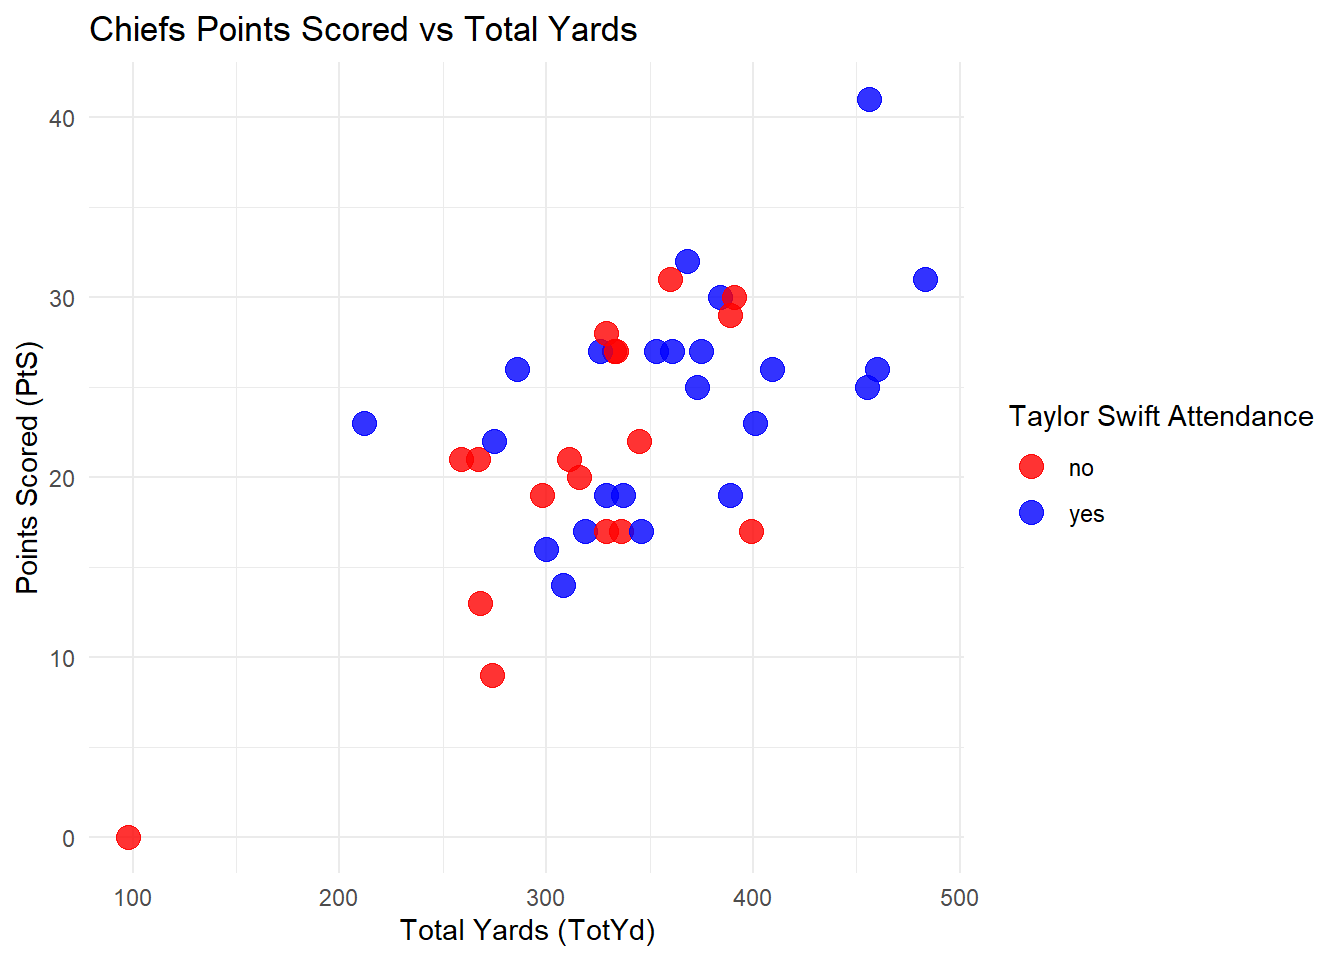 Chiefs Points Scored vs Total Yards
Points Scored (PtS)
40
30
20
10
0
100 200 300 400 500
Total Yards (TotYd)
Taylor Swift Attendance
no
yes